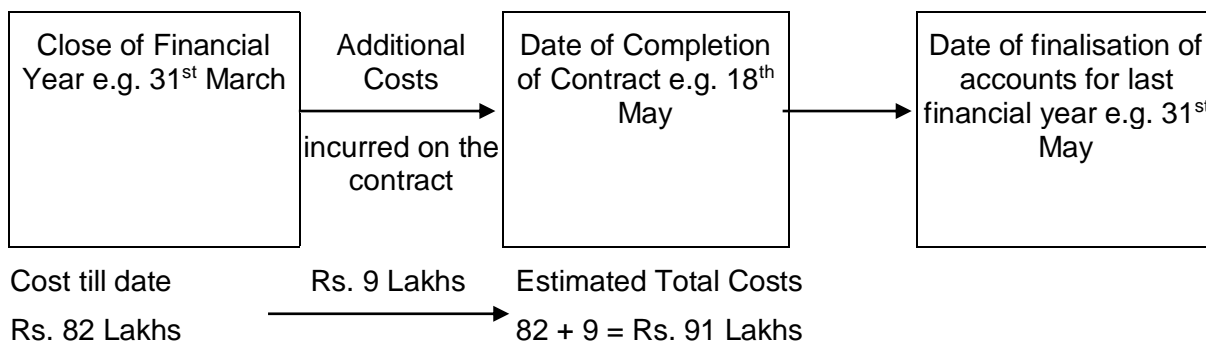 Close of Financial
Year e.g. 31st March
Additional
Costs
incurred on the
contract
Date of Completion
of Contract e.g. 18th
May
Date of finalisation of
accounts for last
financial year e.g. 31st
May
Cost till date
Rs. 82 Lakhs
Rs. 9 Lakhs
Estimated Total Costs
82 + 9 = Rs. 91 Lakhs